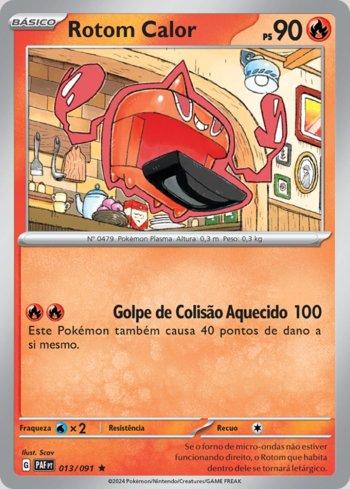 BÁSICO
Rotom Calor
PS 90
Nº 0479 Pokémon Plasma Altura: 0,3 m Peso: 0,3 kg
Golpe de Colisão Aquecido 100
Este Pokémon também causa 40 pontos de dano a
si mesmo.
Fraqueza ×2 Resistência Recuo
Ilust. Scav
G PAF PT 013/091 ★
Se o forno de micro-ondas não estiver
funcionando direito, o Rotom que habita
dentro dele se tornará letárgico.
©2024 Pokémon/Nintendo/Creatures/GAME FREAK